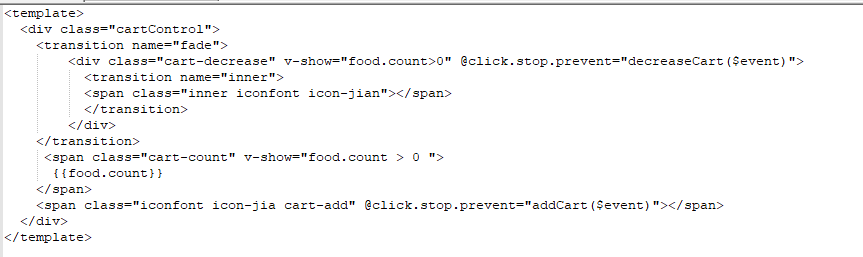 <template>
  <div class="cartControl">
    <transition name="fade">
        <div class="cart-decrease" v-show="food.count>0" @click.stop.prevent="decreaseCart($event)">
          <transition name="inner">
          <span class="inner iconfont icon-jian"></span>
          </transition>
        </div>
    </transition>
     <span class="cart-count" v-show="food.count > 0 ">
      {{food.count}}
    </span>
    <span class="iconfont icon-jia cart-add" @click.stop.prevent="addCart($event)"></span>
  </div>
</template>